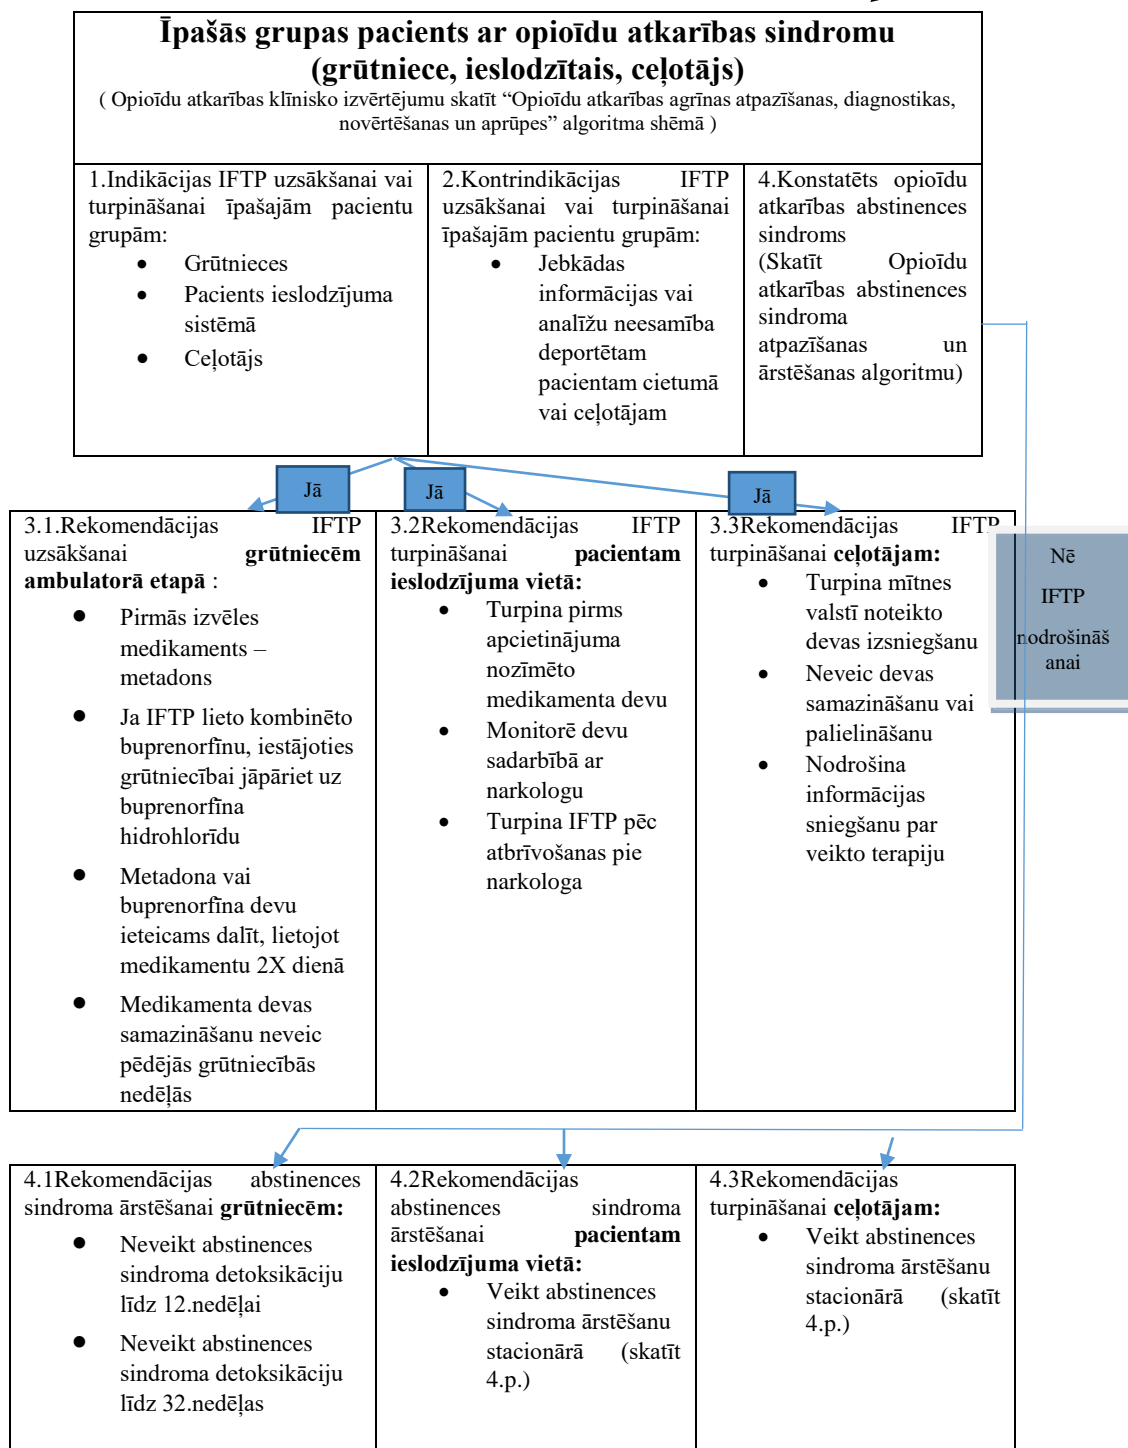 Īpašās grupas pacients ar opioīdu atkarības sindromu
(grūtniece, ieslodzītais, ceļotājs)
( Opioīdu atkarības klīnisko izvērtējumu skatīt “Opioīdu atkarības agrīnas atpazīšanas, diagnostikas,
novērtēšanas un aprūpes” algoritma shēmā )
1.Indikācijas IFTP uzsākšanai vai
turpināšanai īpašajām pacientu
grupām:
• Grūtnieces
• Pacients ieslodzījuma
sistēmā
• Ceļotājs
2.Kontrindikācijas IFTP
uzsākšanai vai turpināšanai
īpašajām pacientu grupām:
• Jebkādas
informācijas vai
analīžu neesamība
deportētam
pacientam cietumā
vai ceļotājam
4.Konstatēts opioīdu
atkarības abstinences
sindroms
(Skatīt Opioīdu
atkarības abstinences
sindroma
atpazīšanas un
ārstēšanas algoritmu)
Jā
Jā
Jā
3.1.Rekomendācijas IFTP
uzsākšanai grūtniecēm
ambulatorā etapā :
• Pirmās izvēles
medikaments –
metadons
• Ja IFTP lieto kombinēto
buprenorfīnu, iestājoties
grūtniecībai jāpāriet uz
buprenorfīna
hidrohlorīdu
• Metadona vai
buprenorfīna devu
ieteicams dalīt, lietojot
medikamentu 2X dienā
• Medikamenta devas
samazināšanu neveic
pēdējās grūtniecībās
nedēļās
3.2Rekomendācijas IFTP
turpināšanai pacientam
ieslodzījuma vietā:
• Turpina pirms
apcietinājuma
nozīmēto
medikamenta devu
• Monitorē devu
sadarbībā ar
narkologu
• Turpina IFTP pēc
atbrīvošanas pie
narkologa
3.3Rekomendācijas IFTP
turpināšanai ceļotājam:
• Turpina mītnes
valstī noteikto
devas izsniegšanu
• Neveic devas
samazināšanu vai
palielināšanu
• Nodrošina
informācijas
sniegšanu par
veikto terapiju
Nē
IFTP
nodrošināš
anai
4.1Rekomendācijas abstinences
sindroma ārstēšanai grūtniecēm:
• Neveikt abstinences
sindroma detoksikāciju
līdz 12.nedēļai
• Neveikt abstinences
sindroma detoksikāciju
līdz 32.nedēļas
4.2Rekomendācijas
abstinences sindroma
ārstēšanai pacientam
ieslodzījuma vietā:
• Veikt abstinences
sindroma ārstēšanu
stacionārā (skatīt
4.p.)
4.3Rekomendācijas
turpināšanai ceļotājam:
• Veikt abstinences
sindroma ārstēšanu
stacionārā (skatīt
4.p.)